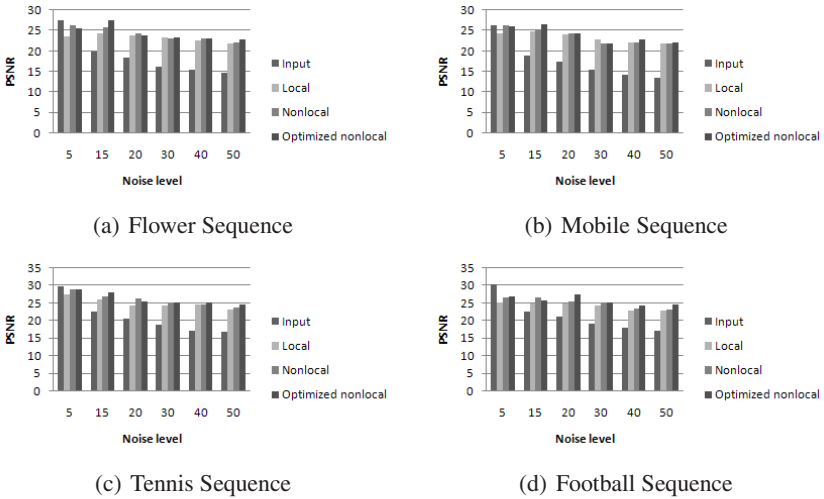 30
25
20
15
10
5
0
PSNR
5 15 20 30 40 50
Noise level
Input
Local
Nonlocal
Optimized nonlocal
(a) Flower Sequence
30
25
20
15
10
5
0
PSNR
5 15 20 30 40 50
Noise level
Input
Local
Nonlocal
Optimized nonlocal
(b) Mobile Sequence
35
30
25
20
15
10
5
0
PSNR
5 15 20 30 40 50
Noise level
Input
Local
Nonlocal
Optimized nonlocal
(c) Tennis Sequence
35
30
25
20
15
10
5
0
PSNR
5 15 20 30 40 50
Noise level
Input
Local
Nonlocal
Optimized nonlocal
(d) Football Sequence